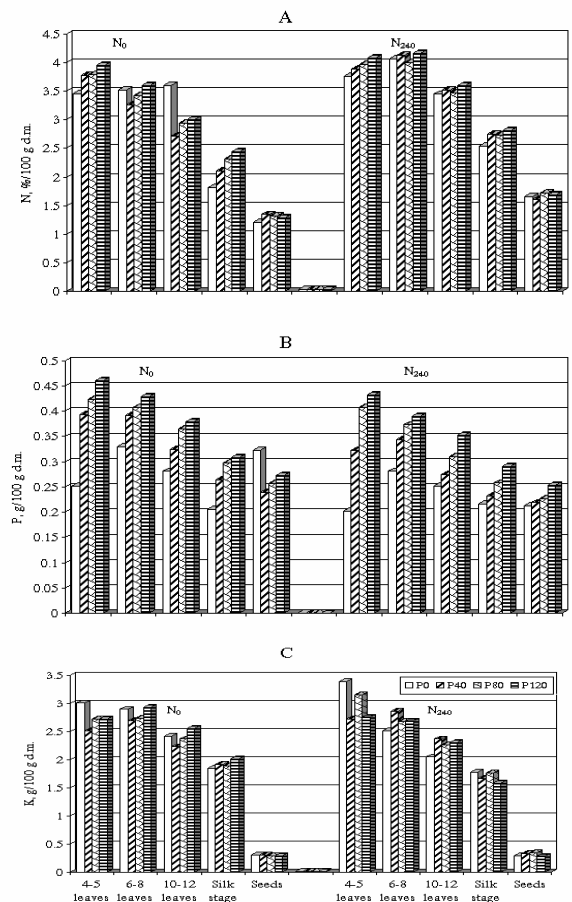 A
N₀
N₂₄₀
N, %/100 g d.m.
4.5
4
3.5
3
2.5
2
1.5
1
0.5
0
B
N₀
N₂₄₀
P, g/100 g d.m.
0.5
0.45
0.4
0.35
0.3
0.25
0.2
0.15
0.1
0.05
0
C
P0 P40 P80 P120
N₀
N₂₄₀
K, g/100 g d.m.
3.5
3
2.5
2
1.5
1
0.5
0
4-5 leaves
6-8 leaves
10-12 leaves
Silk stage
Seeds
4-5 leaves
6-8 leaves
10-12 leaves
Silk stage
Seeds